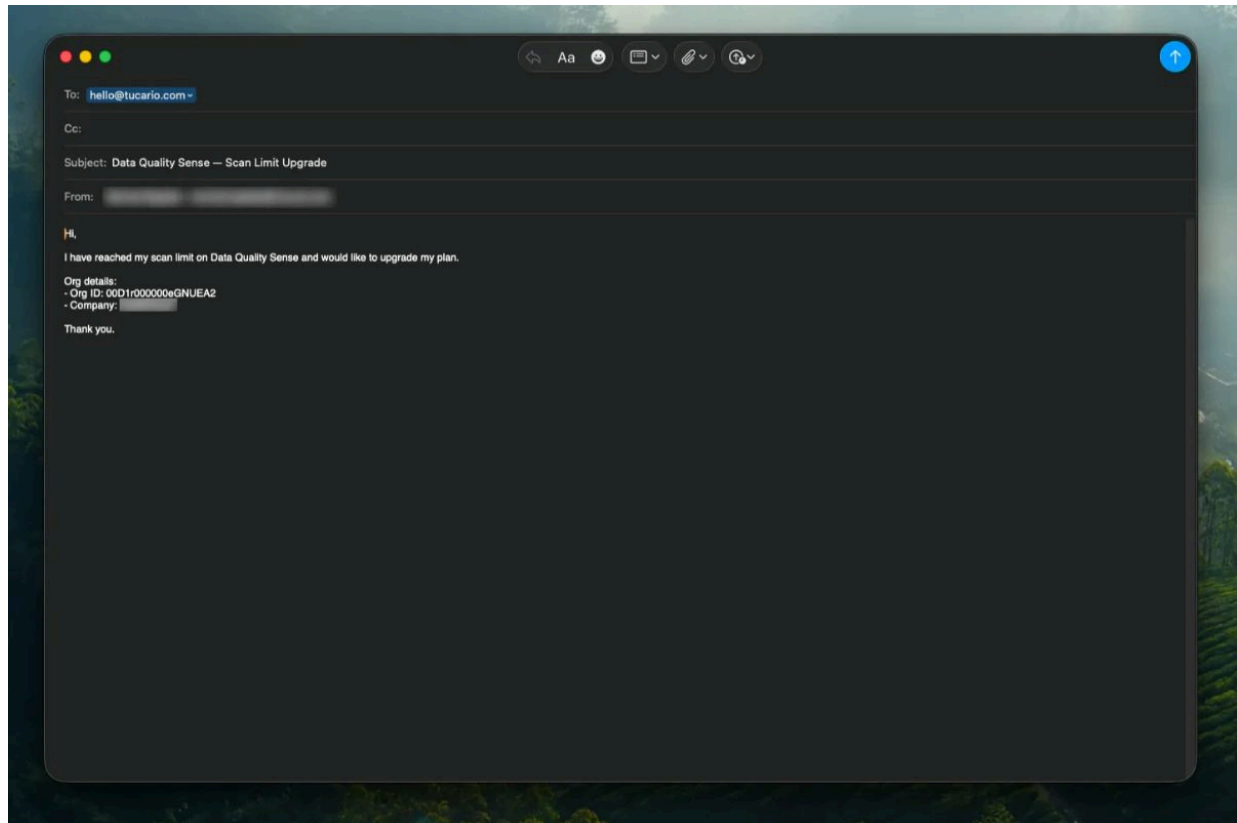 Aa
To: hello@tucario.com
Cc:
Subject: Data Quality Sense — Scan Limit Upgrade
From:
Hi,
I have reached my scan limit on Data Quality Sense and would like to upgrade my plan.
Org details:
- Org ID: 00D1r000000eGNUEA2
- Company:
Thank you.